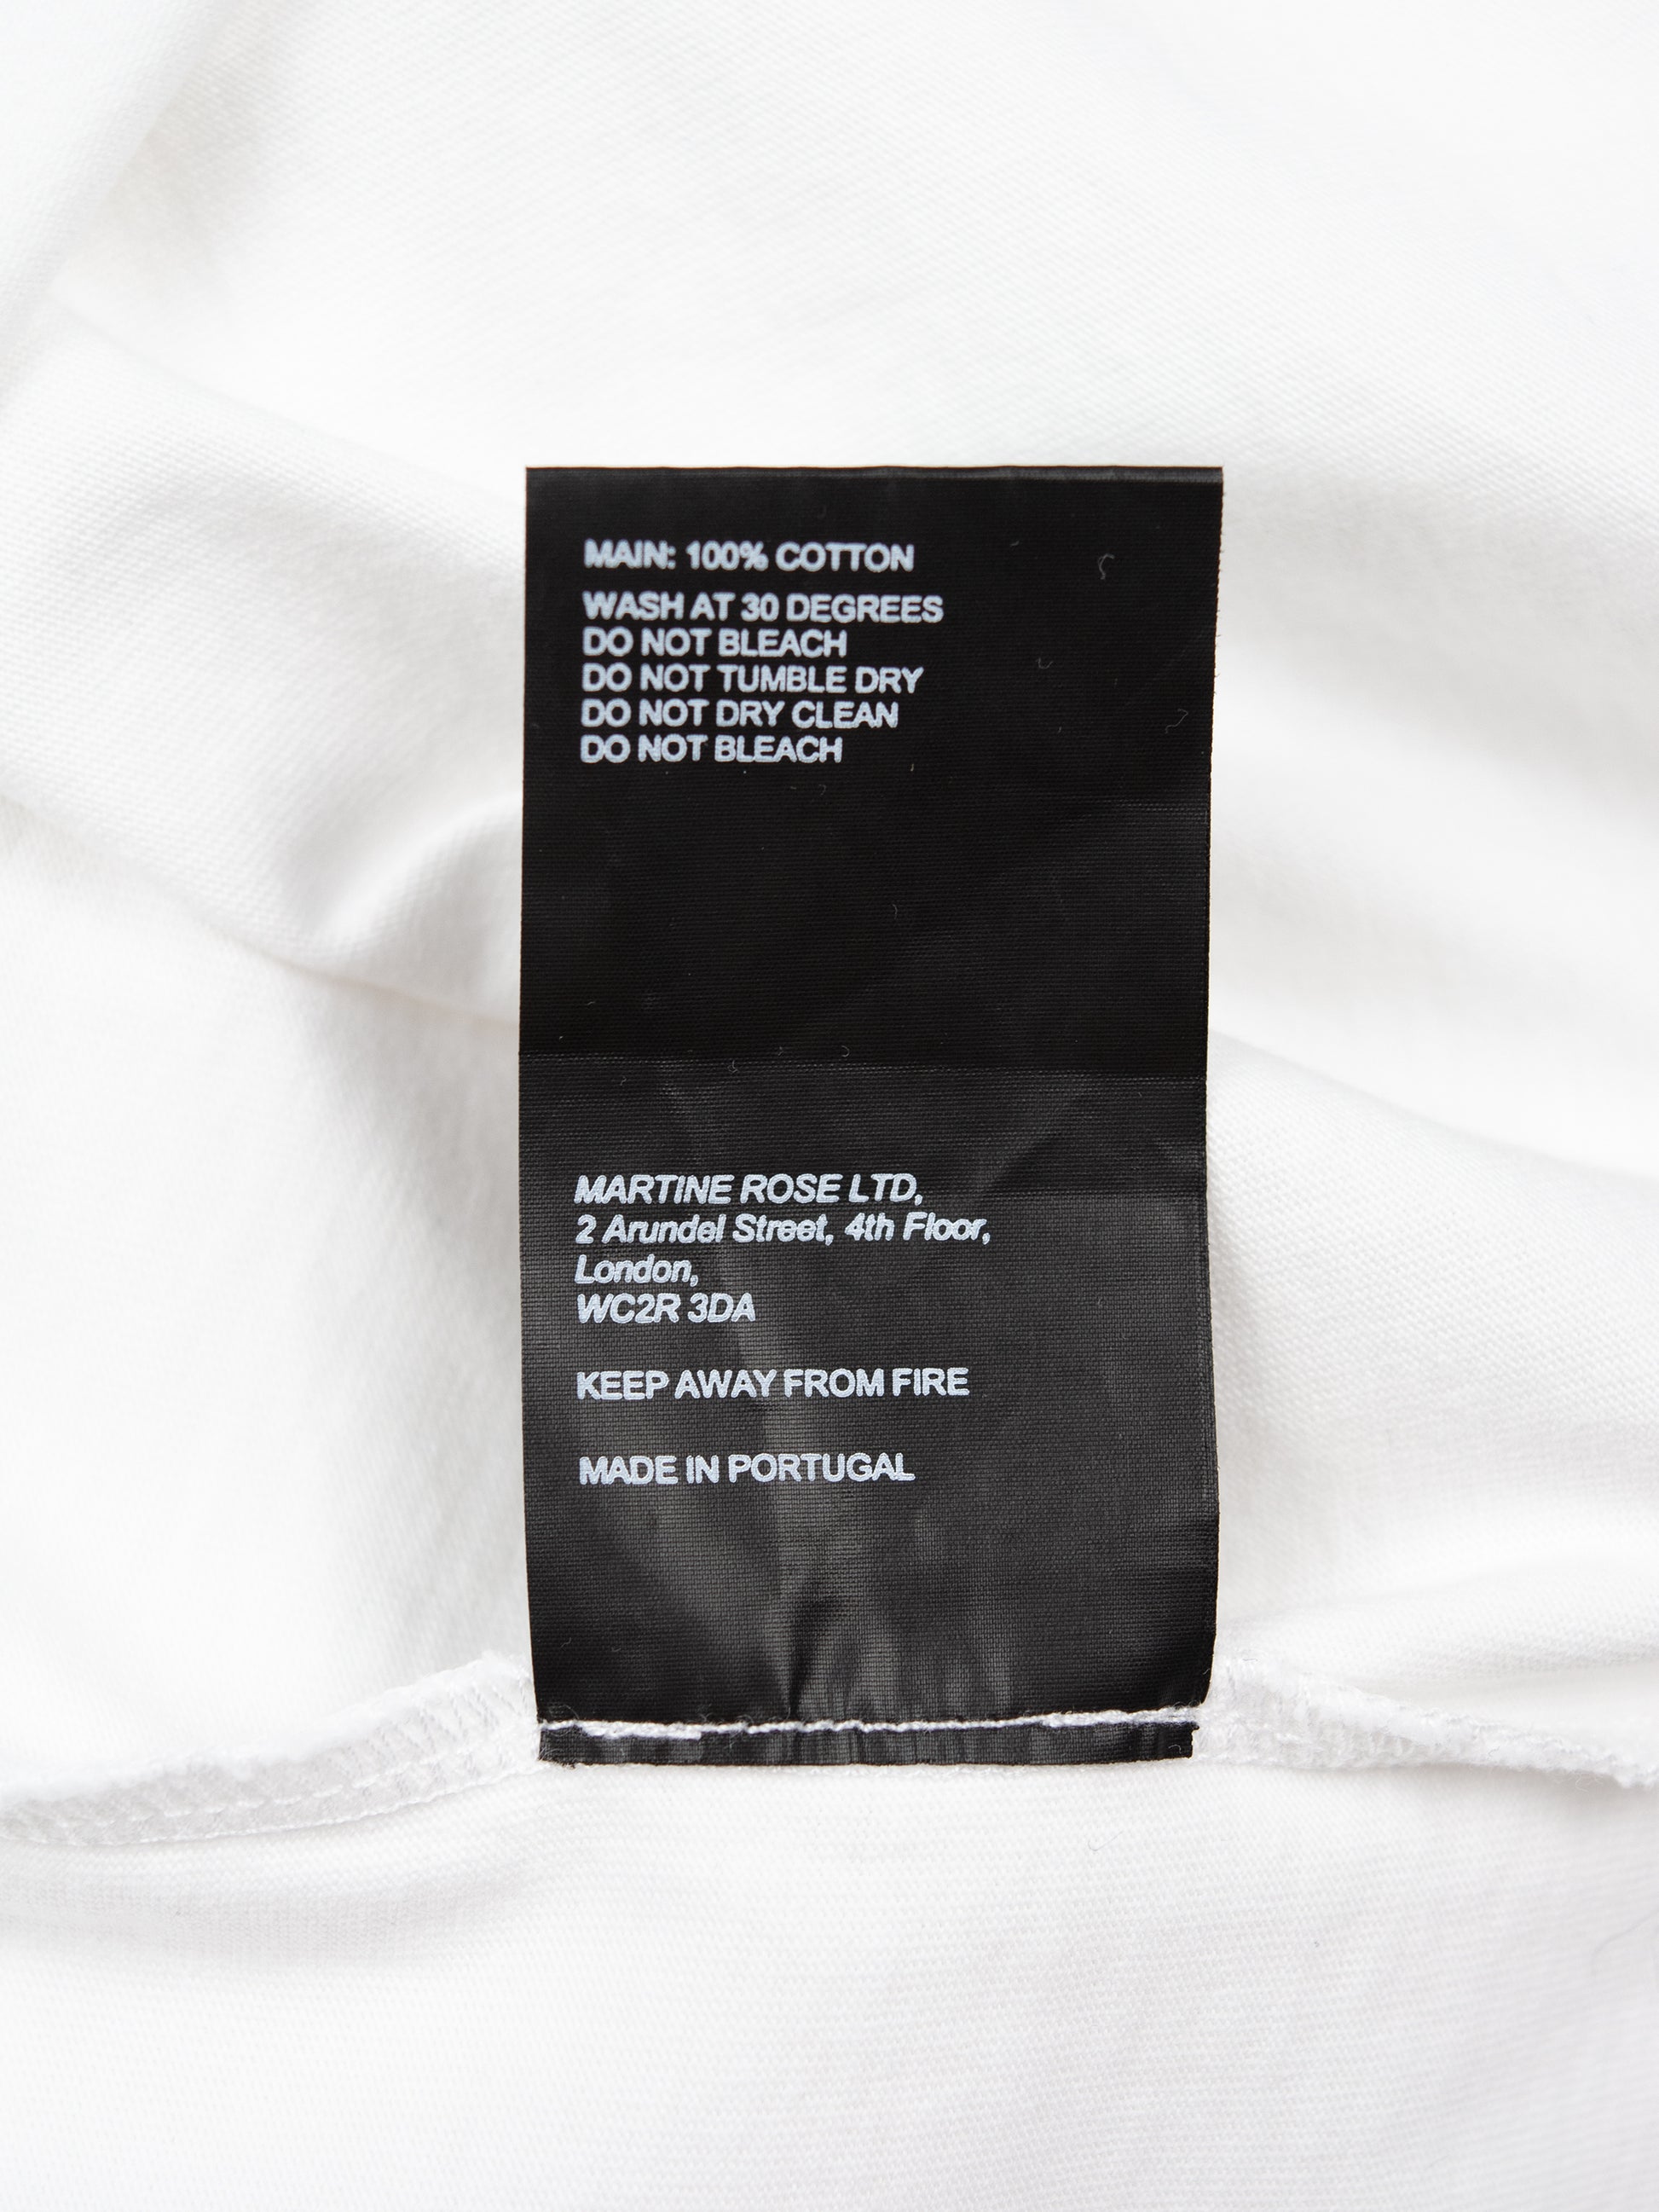 MAIN: 100% COTTON
WASH AT 30 DEGREES
DO NOT BLEACH
DO NOT TUMBLE DRY
DO NOT DRY CLEAN
DO NOT BLEACH
MARTINE ROSE LTD,
2 Arundel Street, 4th Floor,
London,
WC2R 3DA
KEEP AWAY FROM FIRE
MADE IN PORTUGAL